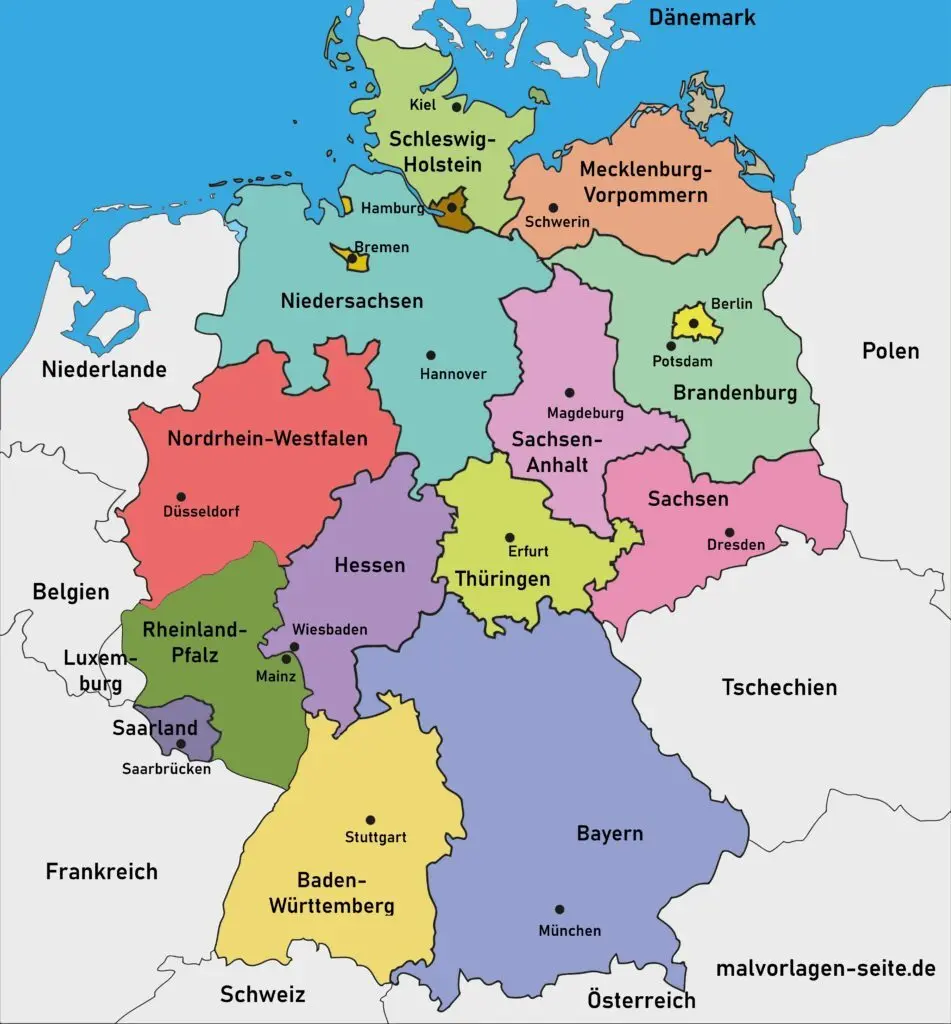 Dänemark
Kiel
Schleswig-
Holstein
Mecklenburg-
Vorpommern
Hamburg
Schwerin
Bremen
Niedersachsen
Berlin
Niederlande
Hannover
Potsdam
Polen
Brandenburg
Magdeburg
Nordrhein-Westfalen
Sachsen-
Anhalt
Düsseldorf
Sachsen
Dresden
Erfurt
Hessen
Thüringen
Belgien
Rheinland-
Pfalz
Wiesbaden
Luxem-
burg
Mainz
Tschechien
Saarland
Saarbrücken
Stuttgart
Bayern
Frankreich
Baden-
Württemberg
München
malvorlagen-seite.de
Schweiz
Österreich